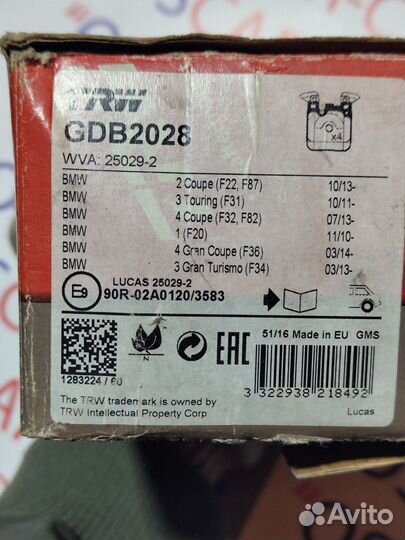 TRW
GDB2028
WVA: 25029-2
x4
BMW 2 Coupe (F22, F87) 10/13-
BMW 3 Touring (F31) 10/11-
BMW 4 Coupe (F32, F82) 07/13-
BMW 1 (F20) 11/10-
BMW 4 Gran Coupe (F36) 03/14-
BMW 3 Gran Turismo (F34) 03/13-
LUCAS 25029-2
E9 90R-02A0120/3583
51/16 Made in EU GMS
N
EAC
1283224 / 60
3 322938 218492
The TRW trademark is owned by
TRW Intellectual Property Corp.
Lucas
Avito